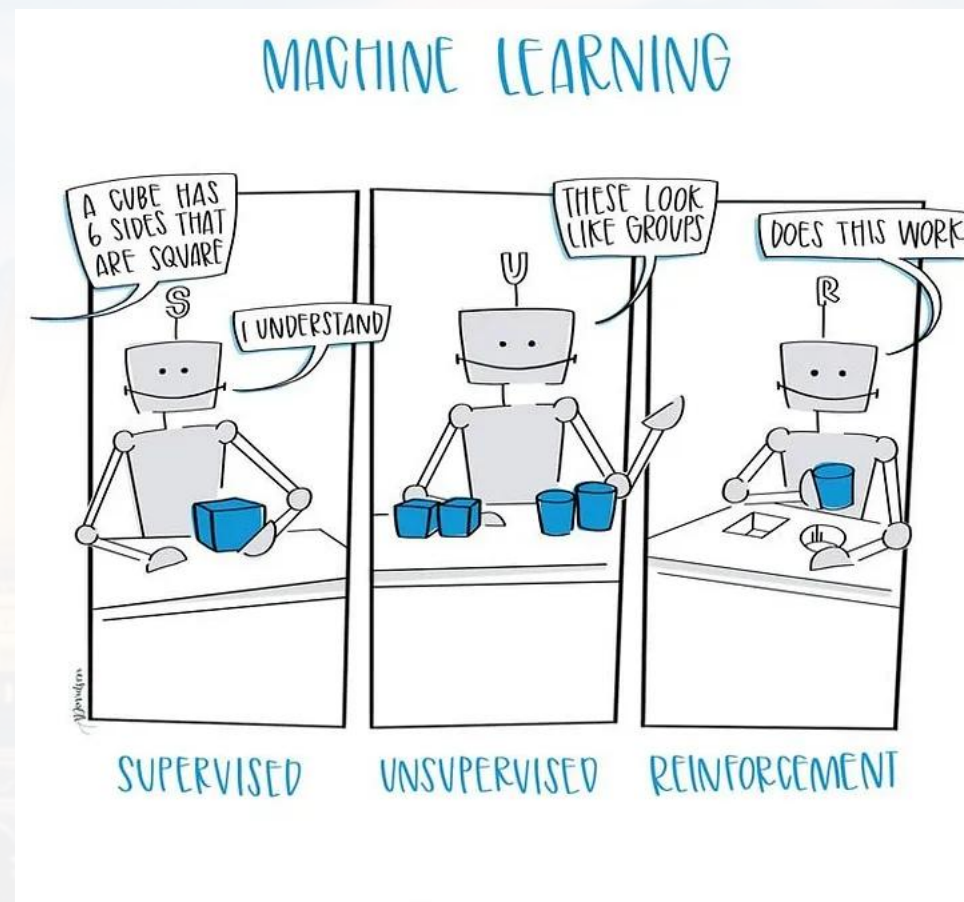 MACHINE LEARNING
A CUBE HAS
6 SIDES THAT
ARE SQUARE
S
I UNDERSTAND
THESE LOOK
LIKE GROUPS
U
DOES THIS WORK
R
SUPERVISED
UNSUPERVISED
REINFORCEMENT